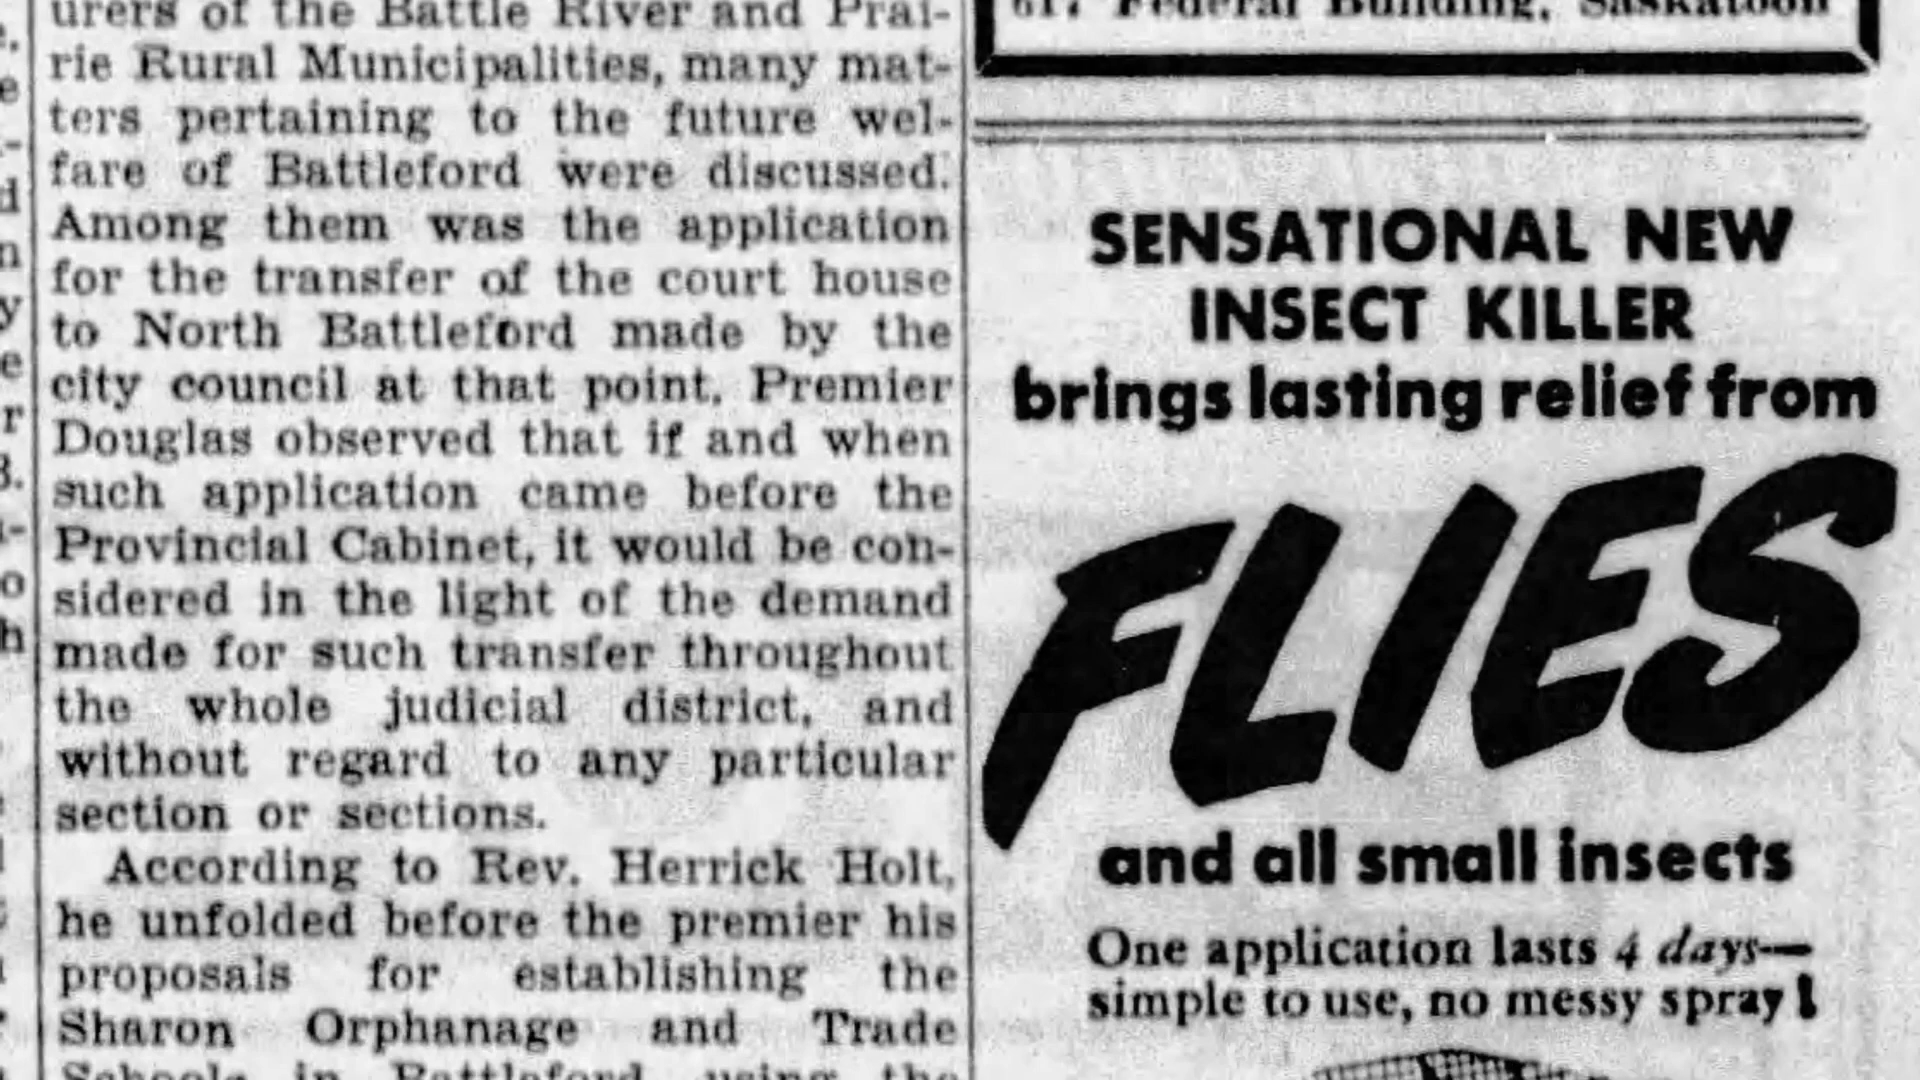 urers of the Battle River and Prai-
rie Rural Municipalities, many mat-
ters pertaining to the future wel-
fare of Battleford were discussed.
Among them was the application
for the transfer of the court house
to North Battleford made by the
city council at that point. Premier
Douglas observed that if and when
such application came before the
Provincial Cabinet, it would be con-
sidered in the light of the demand
made for such transfer throughout
the whole judicial district, and
without regard to any particular
section or sections.
According to Rev. Herrick Holt,
he unfolded before the premier his
proposals for establishing the
Sharon Orphanage and Trade
Schools in Battleford, using the
617 Federal Building, Saskatoon
SENSATIONAL NEW
INSECT KILLER
brings lasting relief from
FLIES
and all small insects
One application lasts 4 days—
simple to use, no messy spray!